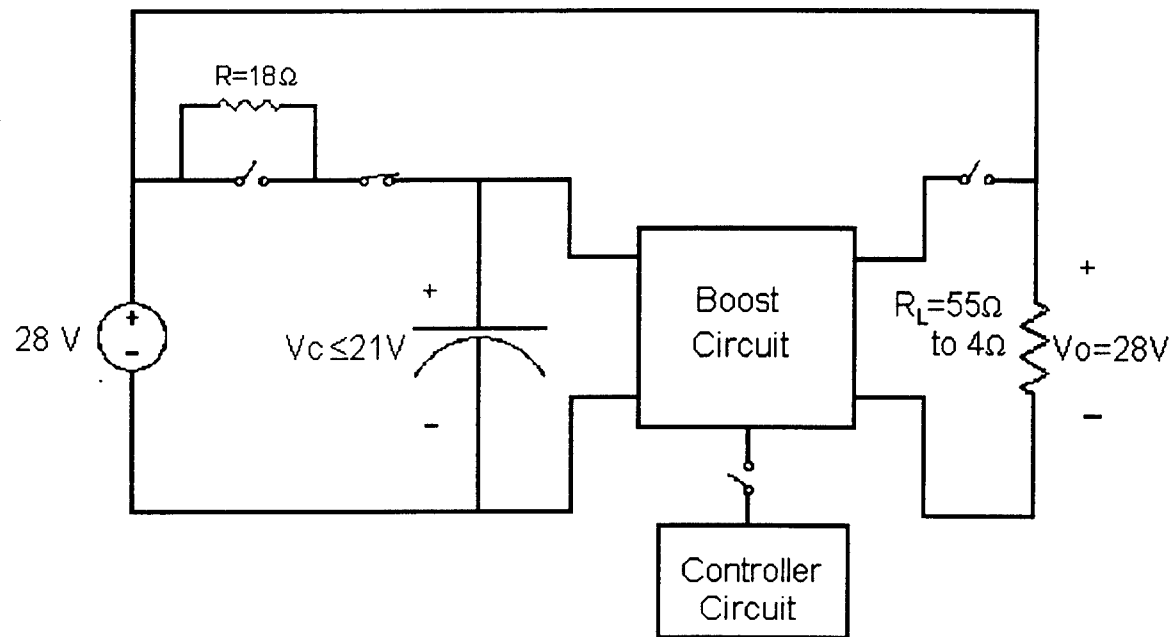 R=18Ω
28 V
+
-
+
Vc ≤21V
-
Boost
Circuit
R_L=55Ω
to 4Ω
+
Vo=28V
-
Controller
Circuit